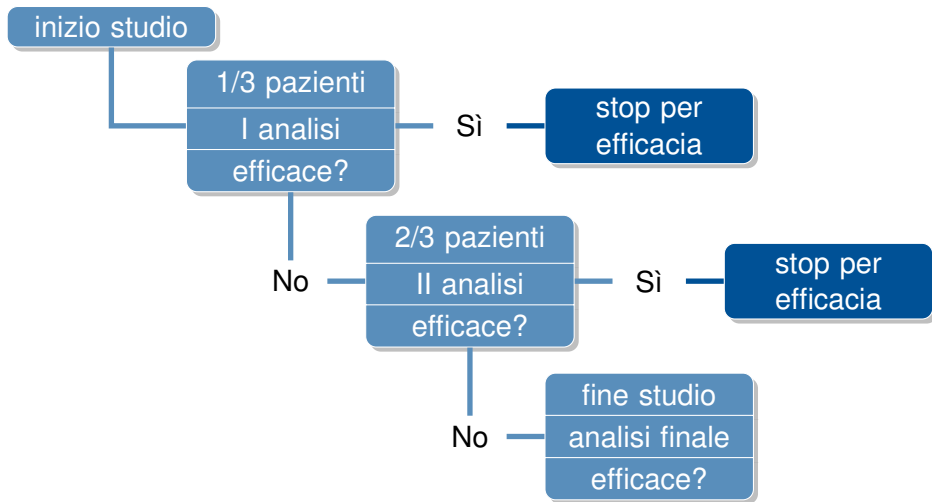 inizio studio
1/3 pazienti
I analisi
efficace?
Sì
stop per
efficacia
No
2/3 pazienti
II analisi
efficace?
Sì
stop per
efficacia
No
fine studio
analisi finale
efficace?